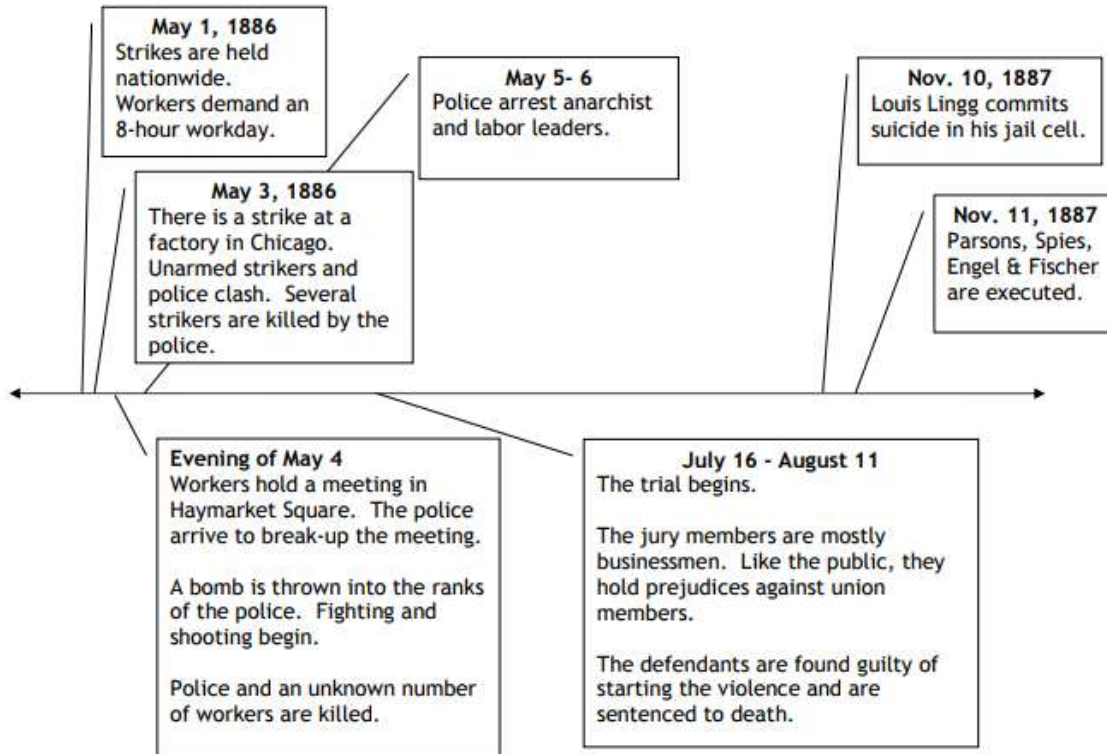 May 1, 1886
Strikes are held
nationwide.
Workers demand an
8-hour workday.
May 3, 1886
There is a strike at a
factory in Chicago.
Unarmed strikers and
police clash. Several
strikers are killed by the
police.
Evening of May 4
Workers hold a meeting in
Haymarket Square. The police
arrive to break-up the meeting.
A bomb is thrown into the ranks
of the police. Fighting and
shooting begin.
Police and an unknown number
of workers are killed.
May 5- 6
Police arrest anarchist
and labor leaders.
July 16 - August 11
The trial begins.
The jury members are mostly
businessmen. Like the public, they
hold prejudices against union
members.
The defendants are found guilty of
starting the violence and are
sentenced to death.
Nov. 10, 1887
Louis Lingg commits
suicide in his jail cell.
Nov. 11, 1887
Parsons, Spies,
Engel & Fischer
are executed.